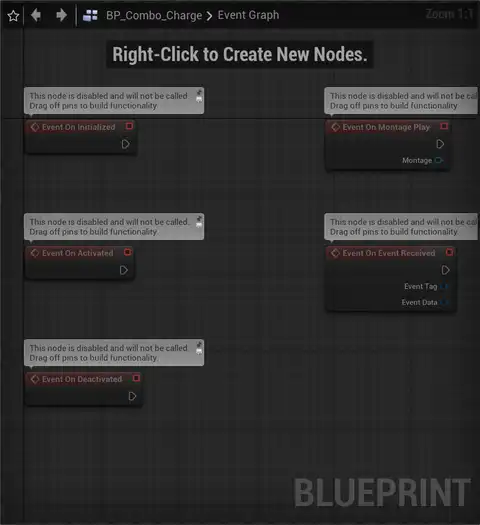 BP_Combo_Charge > Event Graph
Zoom 1:1
Right-Click to Create New Nodes.
This node is disabled and will not be called.
Drag off pins to build functionality.
Event On Initialized
This node is disabled and will not be cal
Drag off pins to build functionality.
Event On Montage Play
Montage
This node is disabled and will not be called.
Drag off pins to build functionality.
Event On Activated
This node is disabled and will not be cal
Drag off pins to build functionality.
Event On Event Received
Event Tag
Event Data
This node is disabled and will not be called.
Drag off pins to build functionality.
Event On Deactivated
BLUEPRINT